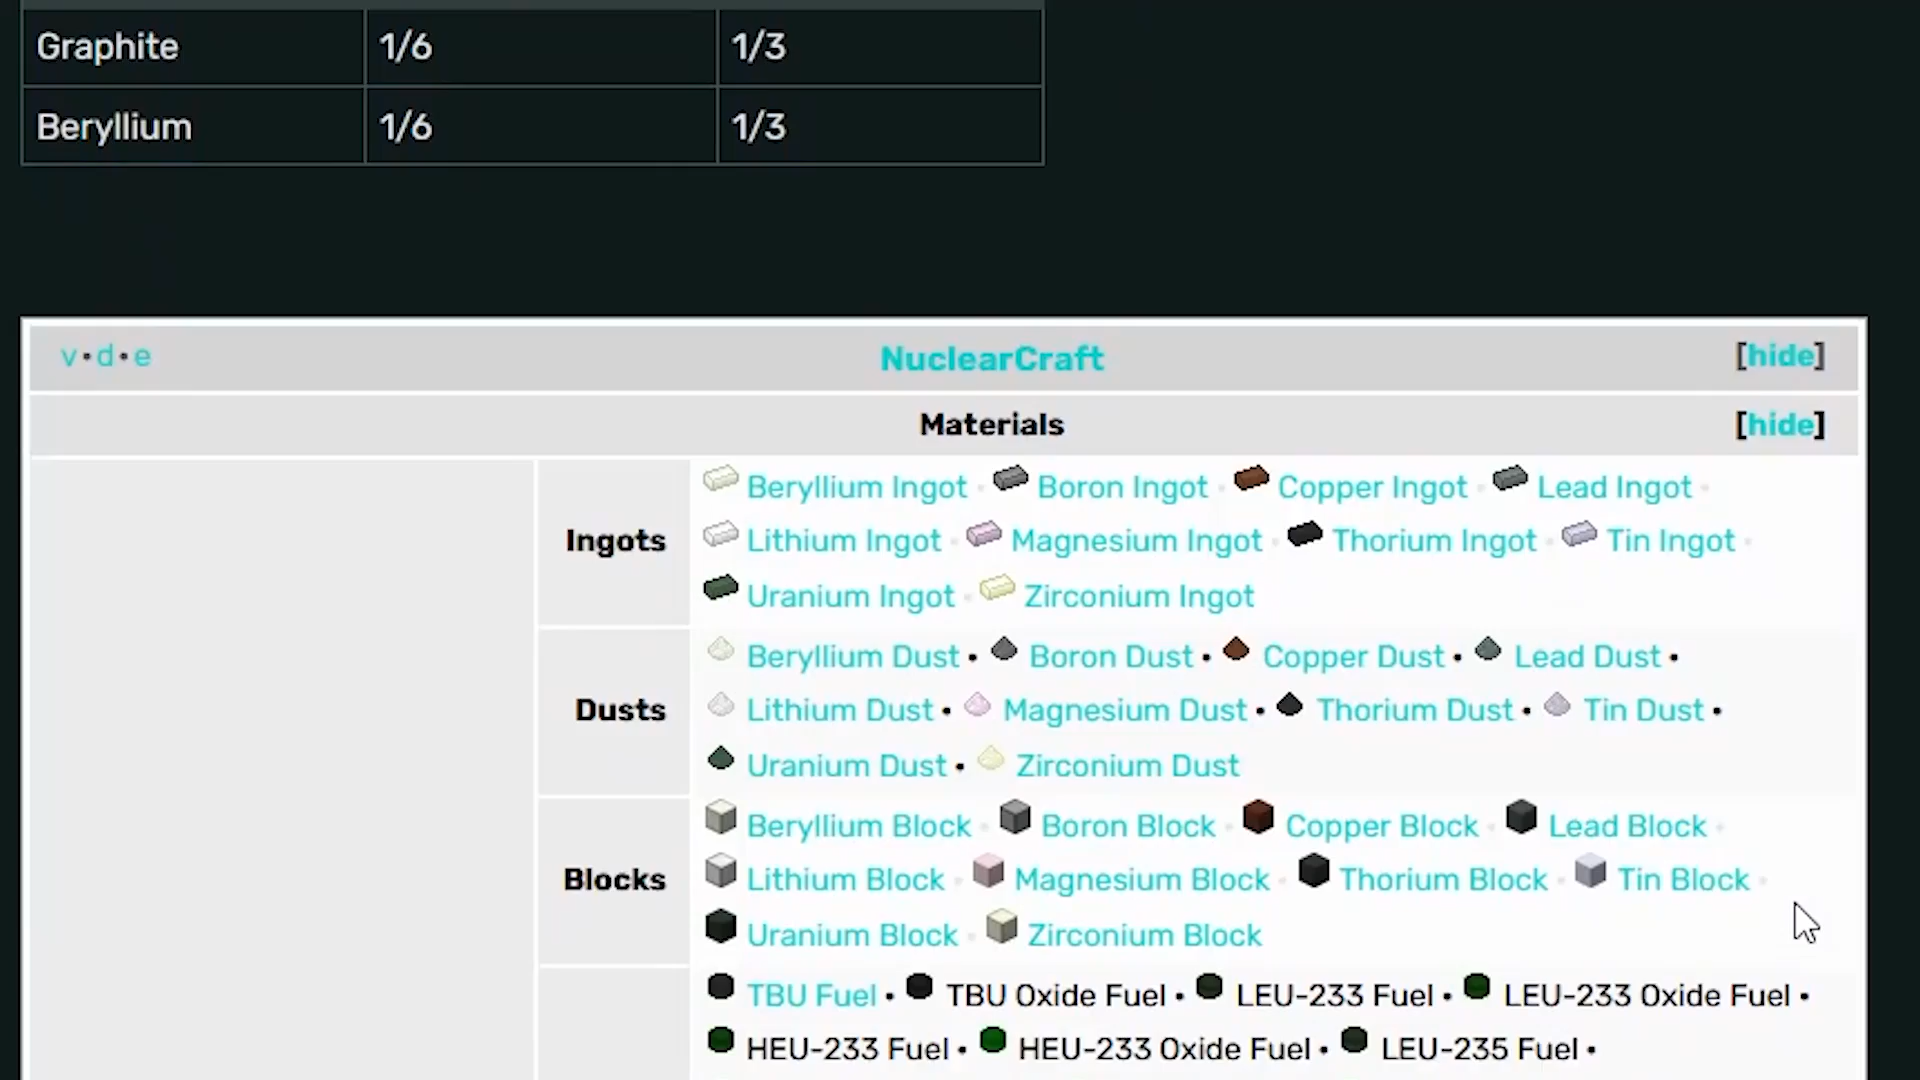 Graphite 1/6 1/3
Beryllium 1/6 1/3
v•d•e NuclearCraft [hide]
Materials [hide]
Ingots
Beryllium Ingot • Boron Ingot • Copper Ingot • Lead Ingot •
Lithium Ingot • Magnesium Ingot • Thorium Ingot • Tin Ingot •
Uranium Ingot • Zirconium Ingot
Dusts
Beryllium Dust • Boron Dust • Copper Dust • Lead Dust •
Lithium Dust • Magnesium Dust • Thorium Dust • Tin Dust •
Uranium Dust • Zirconium Dust
Blocks
Beryllium Block • Boron Block • Copper Block • Lead Block •
Lithium Block • Magnesium Block • Thorium Block • Tin Block •
Uranium Block • Zirconium Block
TBU Fuel • TBU Oxide Fuel • LEU-233 Fuel • LEU-233 Oxide Fuel •
HEU-233 Fuel • HEU-233 Oxide Fuel • LEU-235 Fuel •